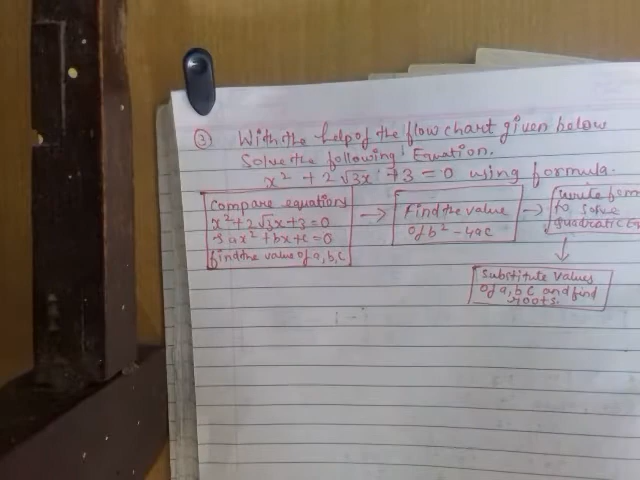 ③ With the help of the flow chart given below
Solve the following Equation.
x² + 2√3x + 3 = 0 using formula.
Compare equations
x²+2√3x+3=0
& ax²+bx+c=0
find the value of a,b,c
→
Find the value
of b² - 4ac
→
write form
to solve
quadratic Eq
↓
Substitute values
of a,b c and find
roots.